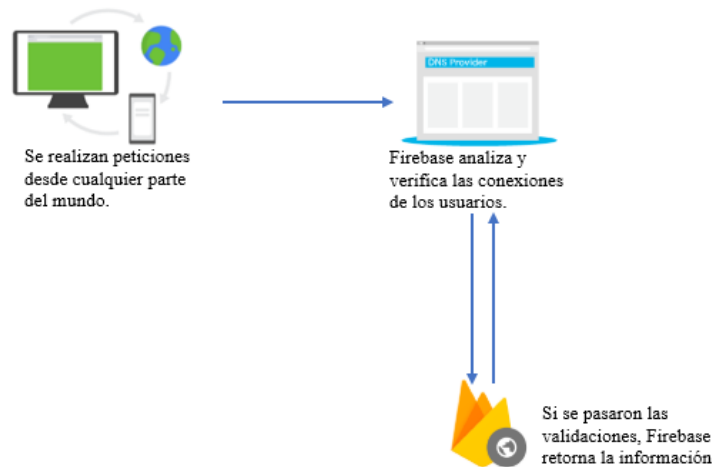 DNS Provider
Se realizan peticiones
desde cualquier parte
del mundo.
Firebase analiza y
verifica las conexiones
de los usuarios.
Si se pasaron las
validaciones, Firebase
retorna la información